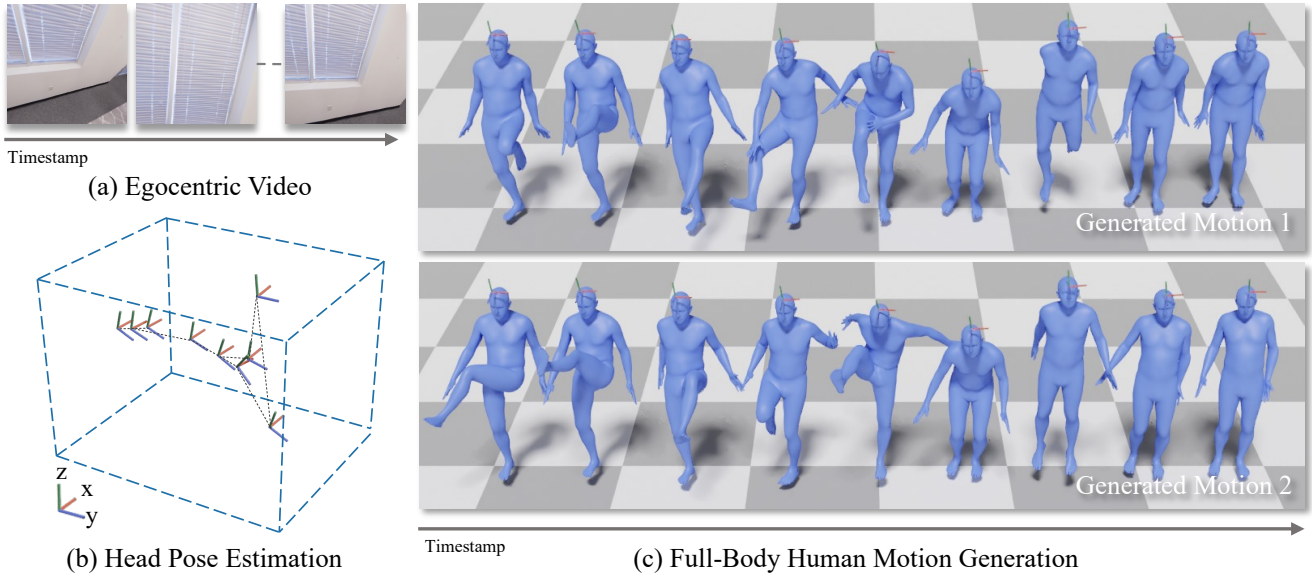 Timestamp
(a) Egocentric Video
z
x
y
(b) Head Pose Estimation
Generated Motion 1
Generated Motion 2
Timestamp
(c) Full-Body Human Motion Generation